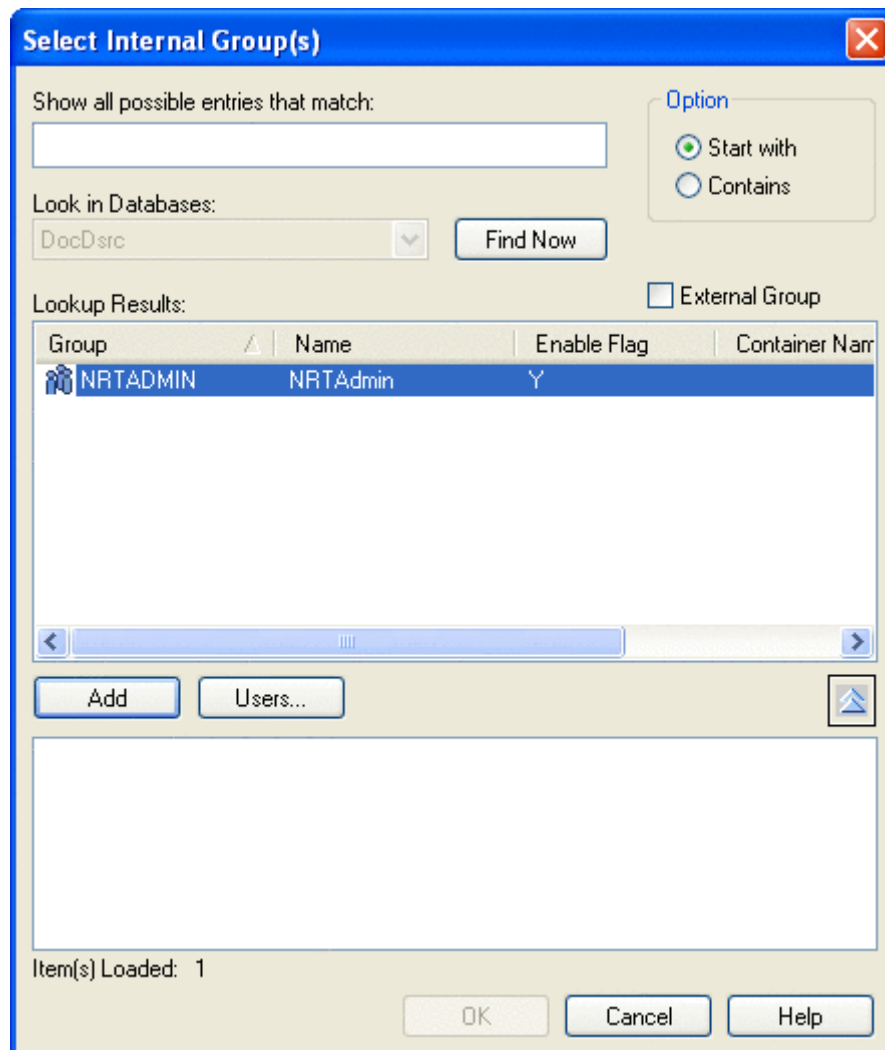 Select Internal Group(s)
Show all possible entries that match:
Option
Start with
Contains
Look in Databases:
DocDsrc
Find Now
External Group
Lookup Results:
Group Name Enable Flag Container Nam
NRTADMIN NRTAdmin Y
Add Users...
Item(s) Loaded: 1
OK Cancel Help